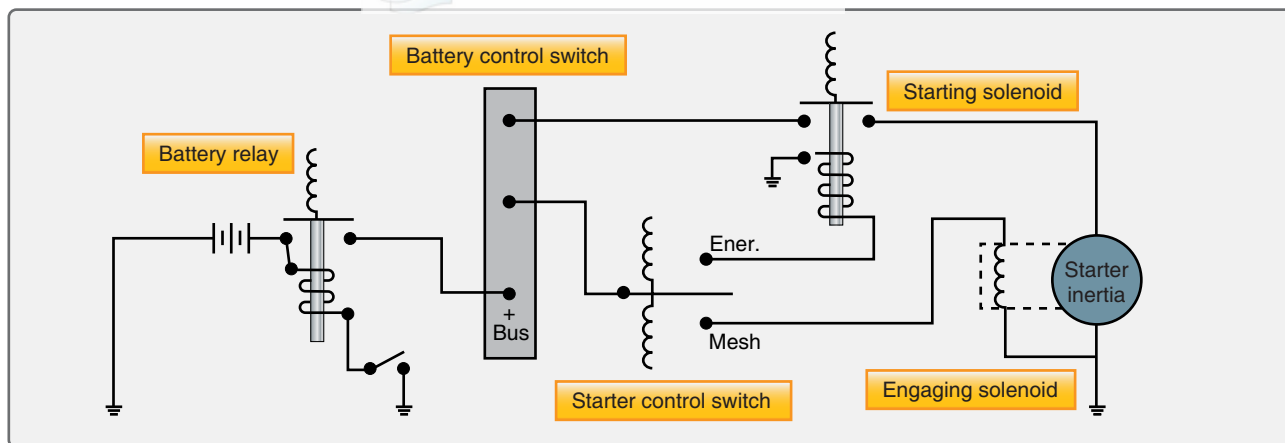 Battery control switch
Starting solenoid
Battery relay
Ener.
Starter
inertia
+
Bus
Mesh
Engaging solenoid
Starter control switch